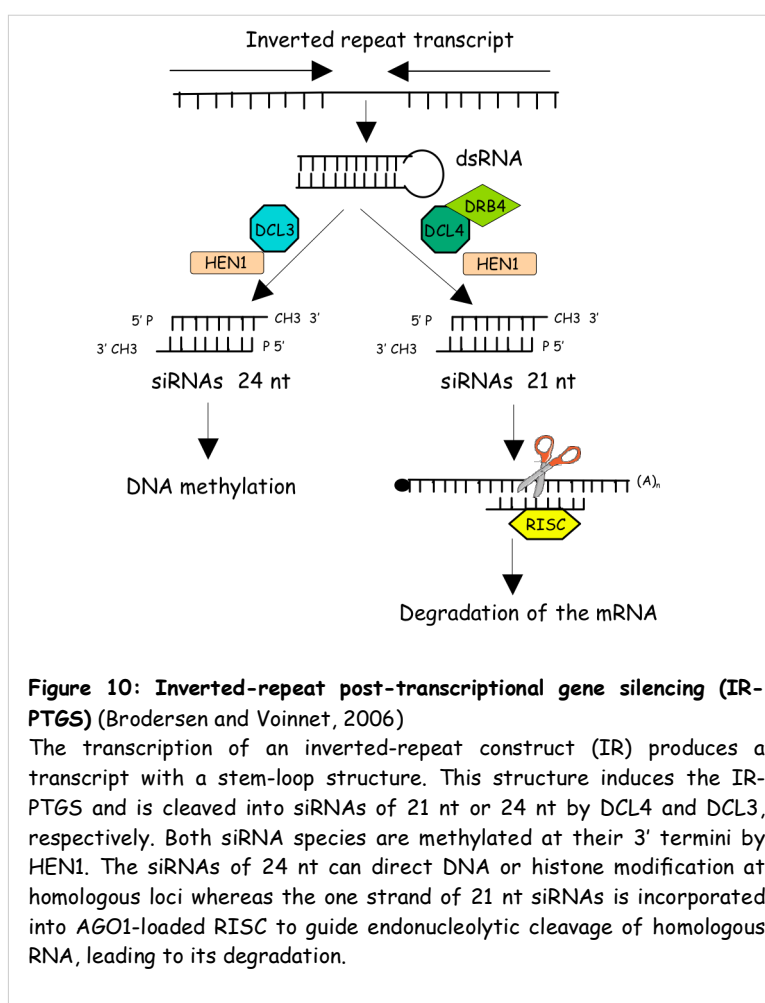 Inverted repeat transcript
dsRNA
DRB4
DCL3
DCL4
HEN1
HEN1
5' P
CH3 3'
5' P
CH3 3'
3' CH3
P 5'
3' CH3
P 5'
siRNAs 24 nt
siRNAs 21 nt
DNA methylation
(A)n
RISC
Degradation of the mRNA
Figure 10: Inverted-repeat post-transcriptional gene silencing (IR-
PTGS) (Brodersen and Voinnet, 2006)
The transcription of an inverted-repeat construct (IR) produces a
transcript with a stem-loop structure. This structure induces the IR-
PTGS and is cleaved into siRNAs of 21 nt or 24 nt by DCL4 and DCL3,
respectively. Both siRNA species are methylated at their 3' termini by
HEN1. The siRNAs of 24 nt can direct DNA or histone modification at
homologous loci whereas the one strand of 21 nt siRNAs is incorporated
into AGO1-loaded RISC to guide endonucleolytic cleavage of homologous
RNA, leading to its degradation.